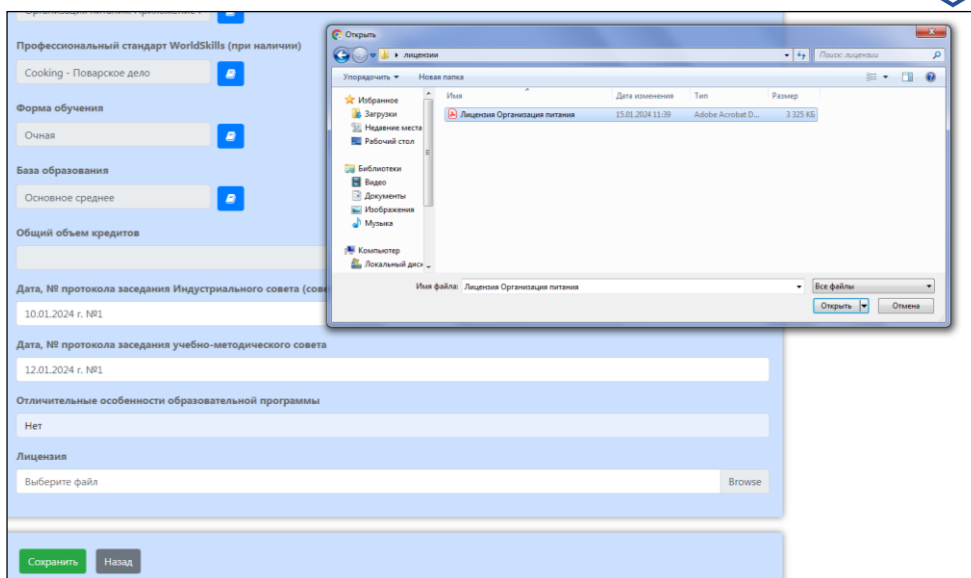 Организация питания. Приложение
Профессиональный стандарт WorldSkills (при наличии)
Cooking - Поварское дело
Форма обучения
Очная
База образования
Основное среднее
Общий объем кредитов
Дата, № протокола заседания Индустриального совета (сове
10.01.2024 г. №1
Дата, № протокола заседания учебно-методического совета
12.01.2024 г. №1
Отличительные особенности образовательной программы
Нет
Лицензия
Выберите файл
Browse
Сохранить
Назад
Открыть
лицензии
Поиск: лицензии
Упорядочить
Новая папка
Избранное
Загрузки
Недавние места
Рабочий стол
Библиотеки
Видео
Документы
Изображения
Музыка
Компьютер
Локальный диск
Имя
Дата изменения
Тип
Размер
Лицензия Организация питания
15.01.2024 11:39
Adobe Acrobat D...
3 325 КБ
Имя файла:
Лицензия Организация питания
Все файлы
Открыть
Отмена